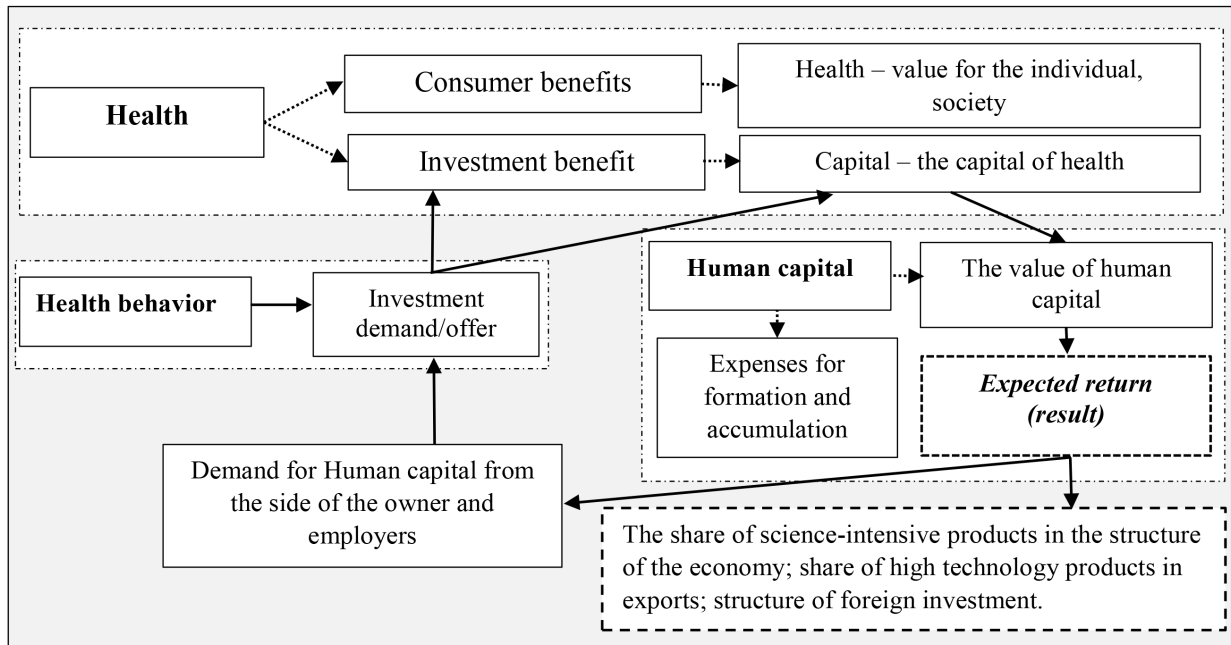 Health
Consumer benefits
Health – value for the individual,
society
Investment benefit
Capital – the capital of health
Health behavior
Investment
demand/offer
Human capital
The value of human
capital
Expenses for
formation and
accumulation
Expected return
(result)
Demand for Human capital from
the side of the owner and
employers
The share of science-intensive products in the structure
of the economy; share of high technology products in
exports; structure of foreign investment.